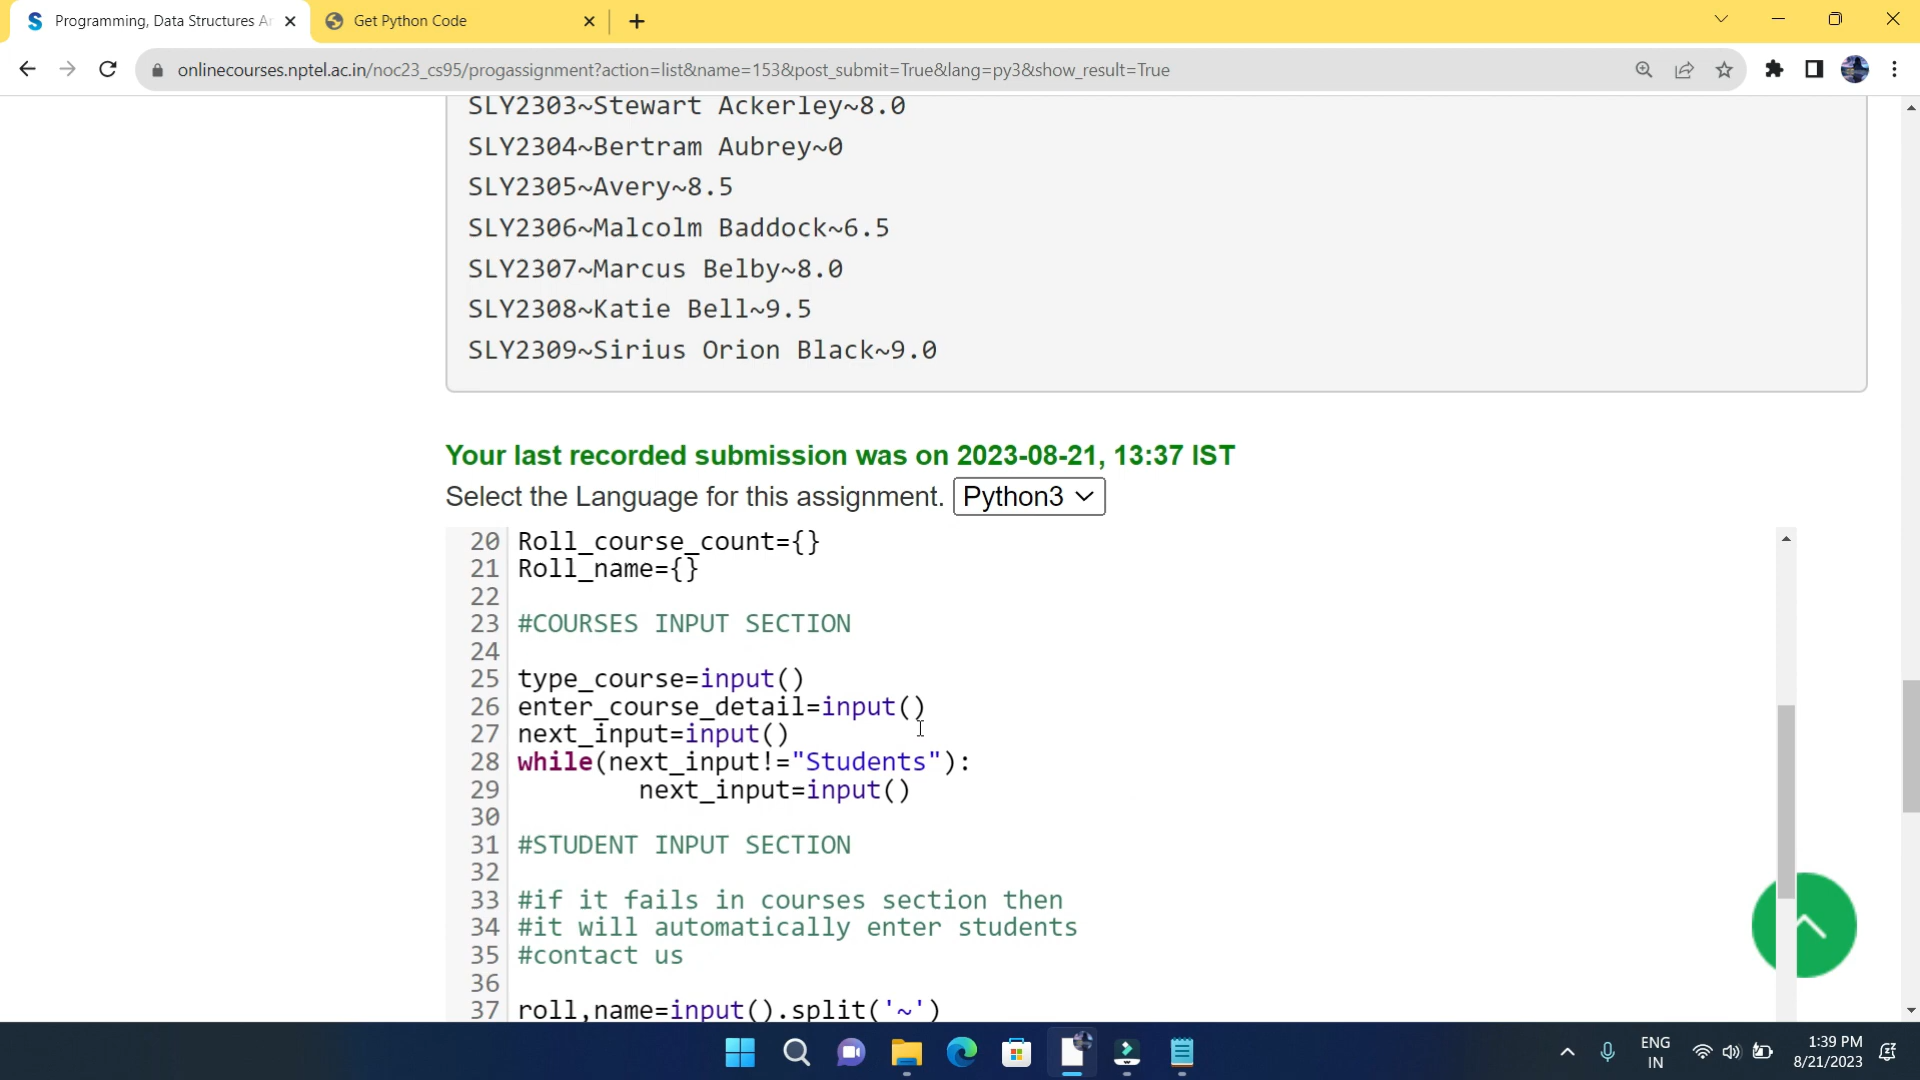 Programming, Data Structures Ar
Get Python Code
onlinecourses.nptel.ac.in/noc23_cs95/progassignment?action=list&name=153&post_submit=True&lang=py3&show_result=True
SLY2303~Stewart Ackerley~8.0
SLY2304~Bertram Aubrey~0
SLY2305~Avery~8.5
SLY2306~Malcolm Baddock~6.5
SLY2307~Marcus Belby~8.0
SLY2308~Katie Bell~9.5
SLY2309~Sirius Orion Black~9.0
Your last recorded submission was on 2023-08-21, 13:37 IST
Select the Language for this assignment. Python3
20 Roll_course_count={}
21 Roll_name={}
22
23 #COURSES INPUT SECTION
24
25 type_course=input()
26 enter_course_detail=input()
27 next_input=input()
28 while(next_input!="Students"):
29 next_input=input()
30
31 #STUDENT INPUT SECTION
32
33 #if it fails in courses section then
34 #it will automatically enter students
35 #contact us
36
37 roll,name=input().split('~')
ENG
IN
1:39 PM
8/21/2023